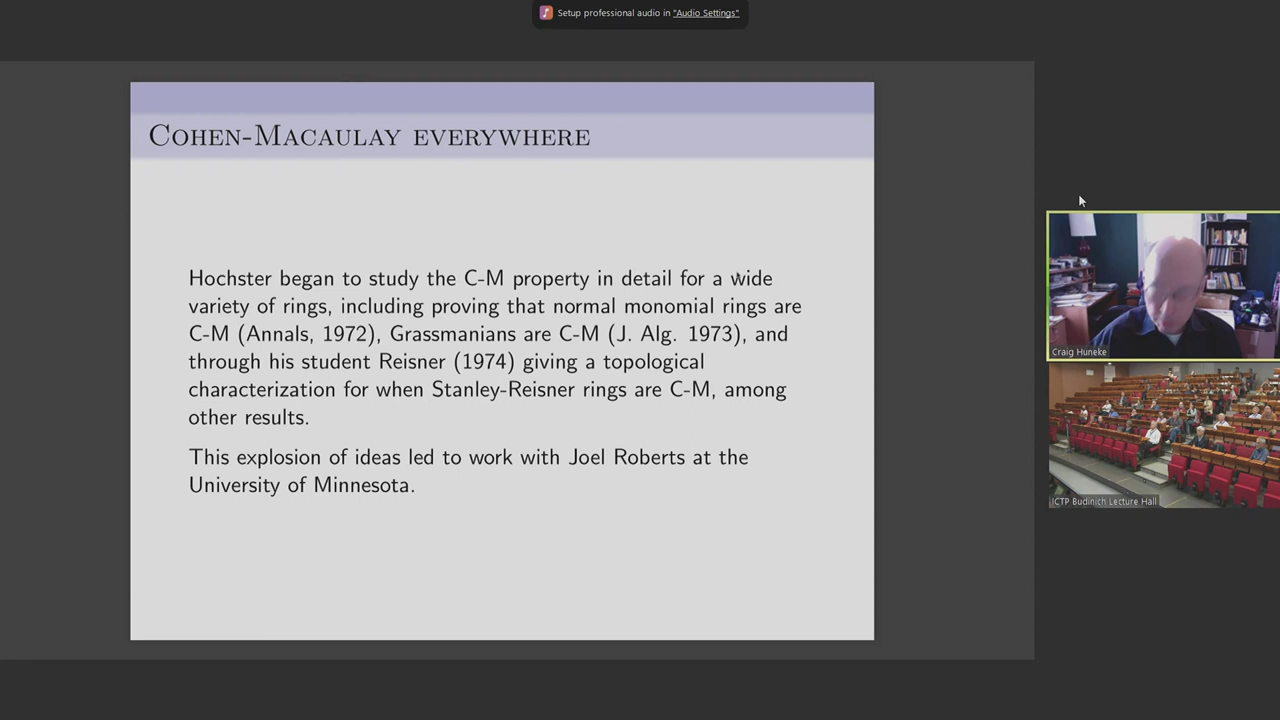 Setup professional audio in "Audio Settings"
COHEN-MACAULAY EVERYWHERE
Hochster began to study the C-M property in detail for a wide
variety of rings, including proving that normal monomial rings are
C-M (Annals, 1972), Grassmanians are C-M (J. Alg. 1973), and
through his student Reisner (1974) giving a topological
characterization for when Stanley-Reisner rings are C-M, among
other results.
This explosion of ideas led to work with Joel Roberts at the
University of Minnesota.
Craig Huneke
ICTP Budinich Lecture Hall